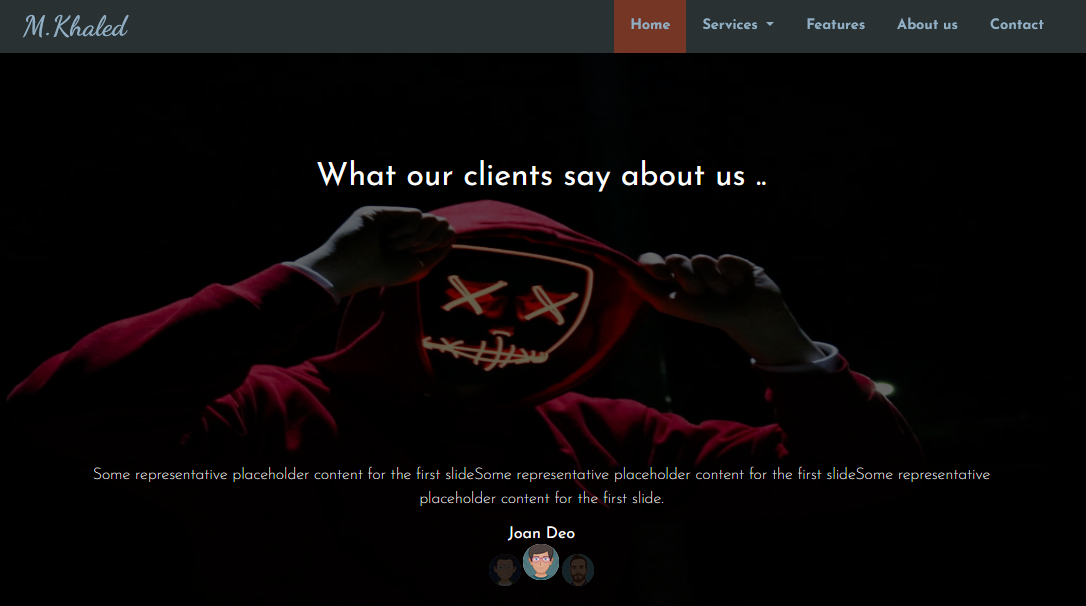 M.Khaled
Home Services Features About us Contact
What our clients say about us ..
Some representative placeholder content for the first slideSome representative placeholder content for the first slideSome representative
placeholder content for the first slide.
Joan Deo